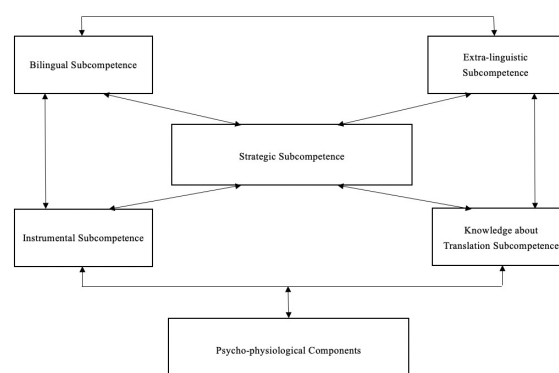 Bilingual Subcompetence
Extra-linguistic
Subcompetence
Strategic Subcompetence
Instrumental Subcompetence
Knowledge about
Translation Subcompetence
Psycho-physiological Components